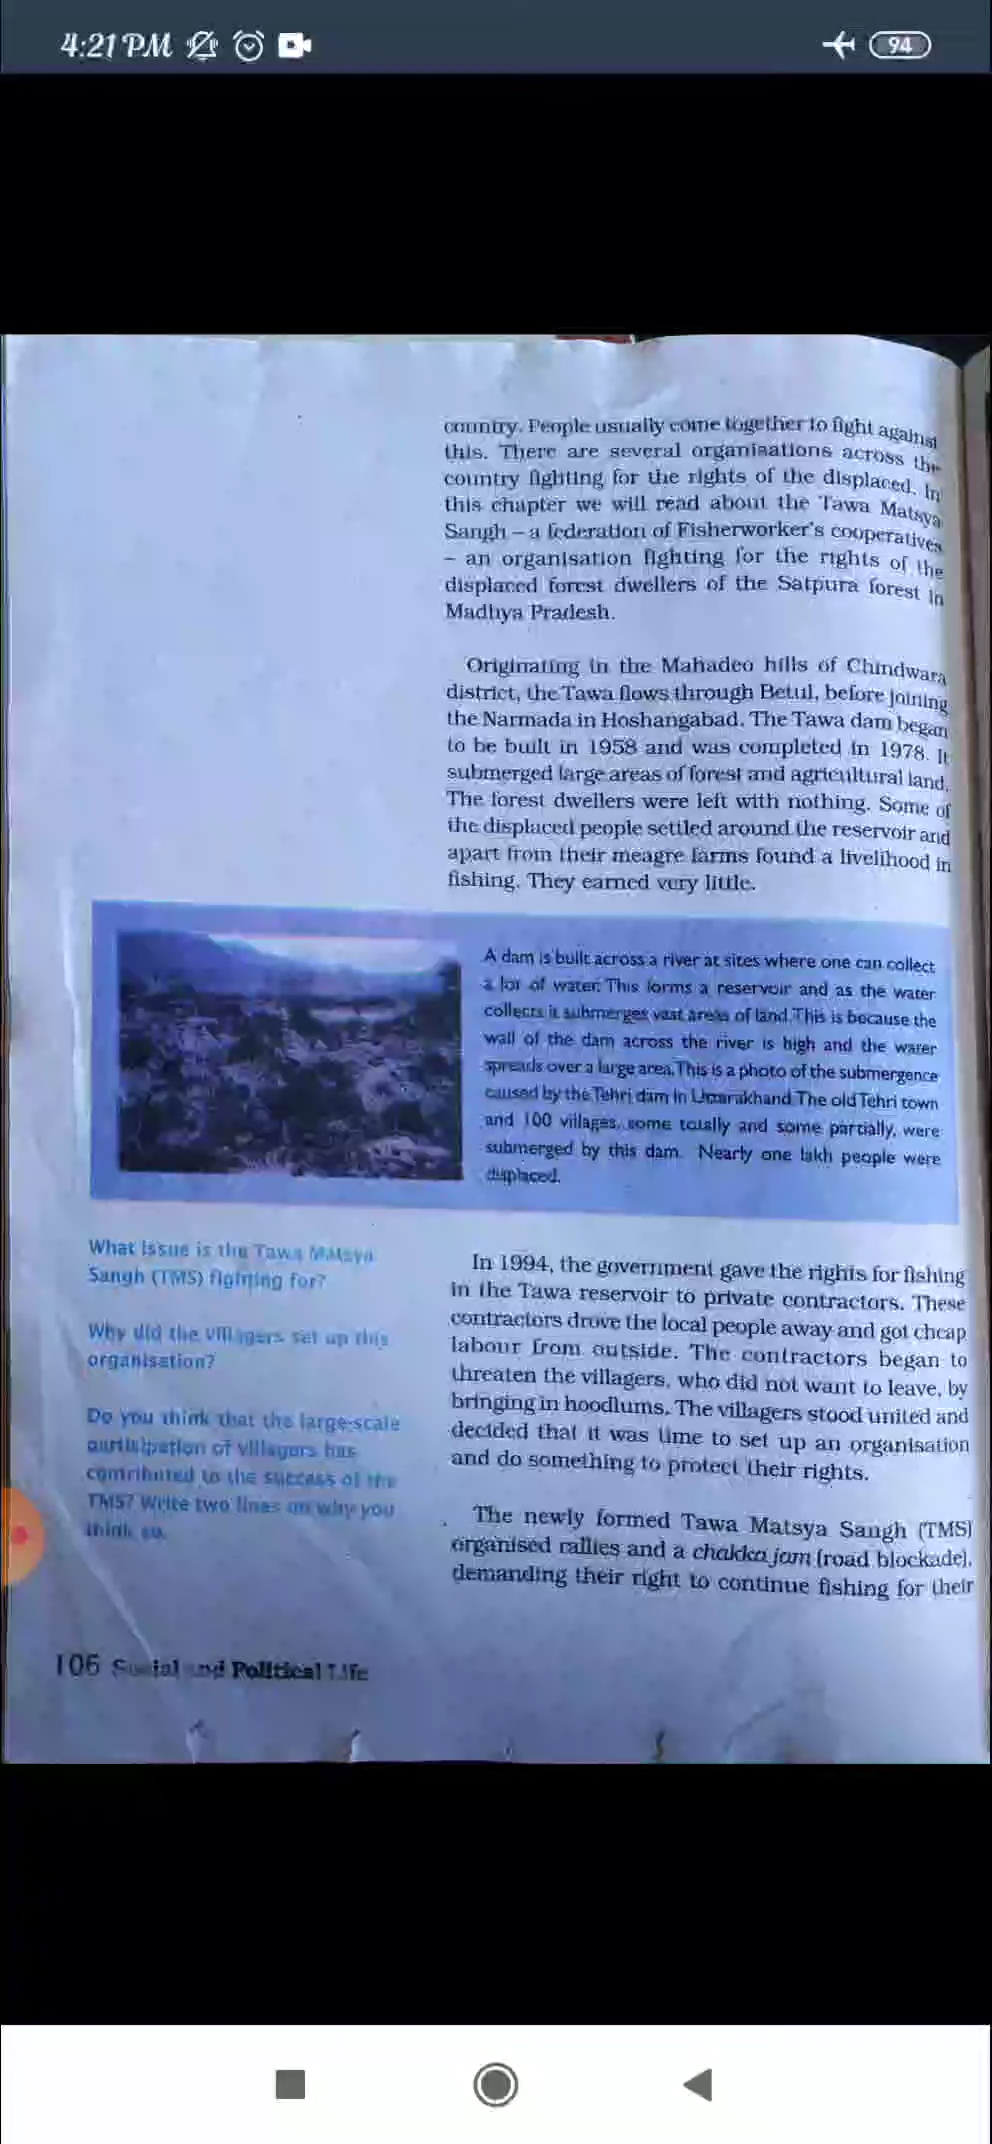 4:21 PM
94
country. People usually come together to fight against
this. There are several organisations across the
country fighting for the rights of the displaced. In
this chapter we will read about the Tawa Matsya
Sangh – a federation of Fisherworker's cooperatives
– an organisation fighting for the rights of the
displaced forest dwellers of the Satpura forest in
Madhya Pradesh.
Originating in the Mahadeo hills of Chindwara
district, the Tawa flows through Betul, before joining
the Narmada in Hoshangabad. The Tawa dam began
to be built in 1958 and was completed in 1978. It
submerged large areas of forest and agricultural land.
The forest dwellers were left with nothing. Some of
the displaced people settled around the reservoir and
apart from their meagre farms found a livelihood in
fishing. They earned very little.
A dam is built across a river at sites where one can collect
a lot of water. This forms a reservoir and as the water
collects it submerges vast areas of land. This is because the
wall of the dam across the river is high and the water
spreads over a large area. This is a photo of the submergence
caused by the Tehri dam in Uttarakhand. The old Tehri town
and 100 villages, some totally and some partially, were
submerged by this dam. Nearly one lakh people were
displaced.
What issue is the Tawa Matsya
Sangh (TMS) fighting for?
Why did the villagers set up this
organisation?
Do you think that the large-scale
participation of villagers has
contributed to the success of the
TMS? Write two lines on why you
think so.
In 1994, the government gave the rights for fishing
in the Tawa reservoir to private contractors. These
contractors drove the local people away and got cheap
labour from outside. The contractors began to
threaten the villagers, who did not want to leave, by
bringing in hoodlums. The villagers stood united and
decided that it was time to set up an organisation
and do something to protect their rights.
The newly formed Tawa Matsya Sangh (TMS)
organised rallies and a chakka jam (road blockade),
demanding their right to continue fishing for their
106 Social and Political Life